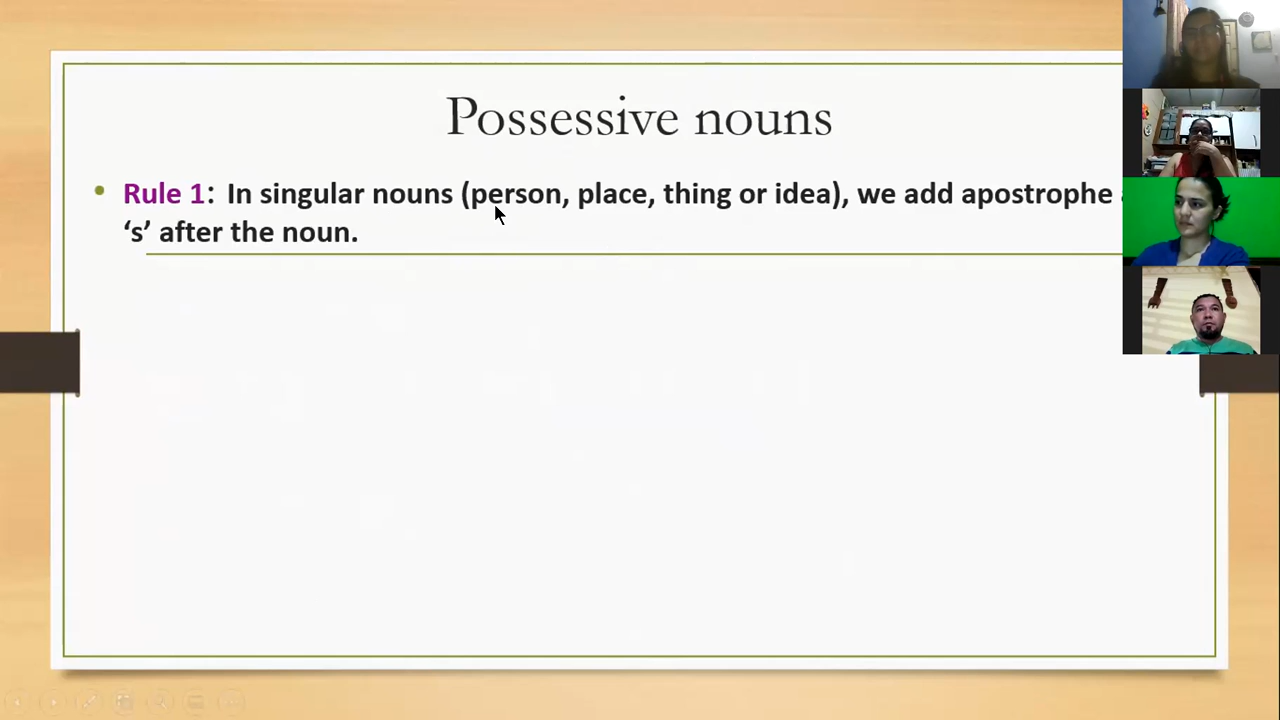 Possessive nouns
• Rule 1: In singular nouns (person, place, thing or idea), we add apostrophe
‘s’ after the noun.